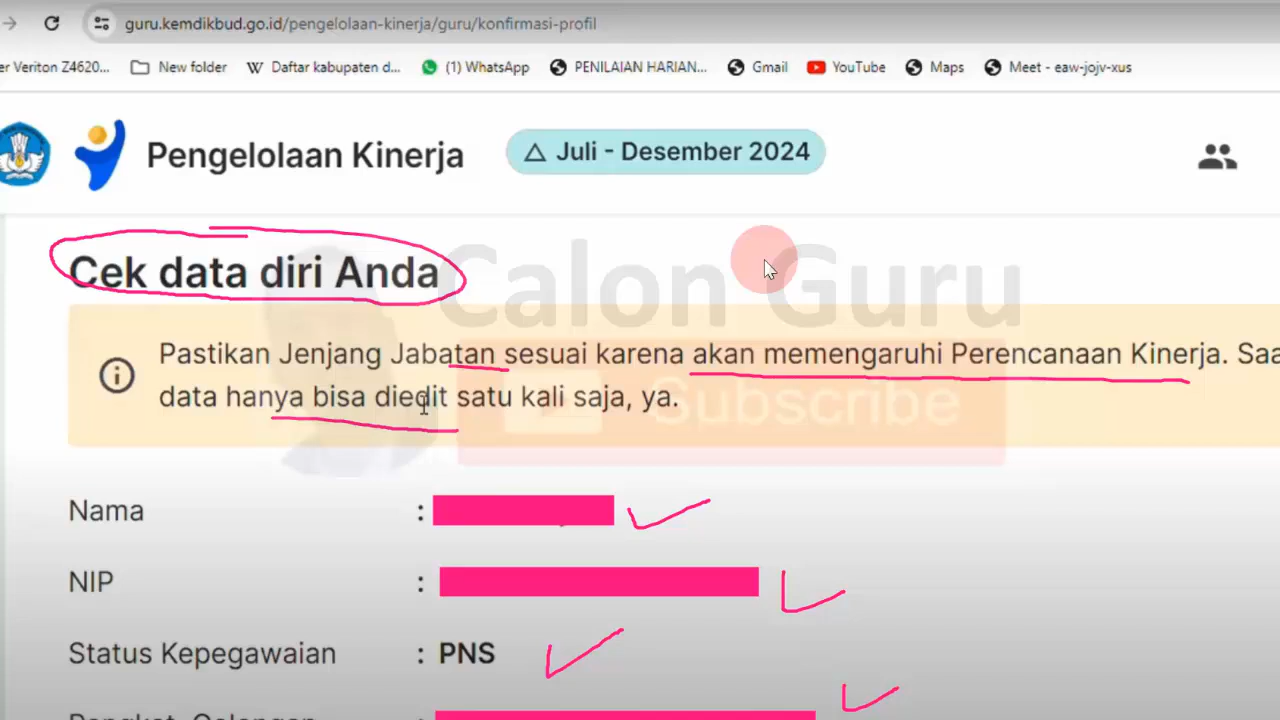 guru.kemdikbud.go.id/pengelolaan-kinerja/guru/konfirmasi-profil
er Veriton Z4620... New folder Daftar kabupaten d... (1) WhatsApp PENILAIAN HARIAN... Gmail YouTube Maps Meet - eaw-jojv-xus
Pengelolaan Kinerja Juli - Desember 2024
Cek data diri Anda
Calon Guru
Pastikan Jenjang Jabatan sesuai karena akan memengaruhi Perencanaan Kinerja. Saa
data hanya bisa diedit satu kali saja, ya.
Subscribe
Nama :
NIP :
Status Kepegawaian : PNS
Pangkat, Golongan :